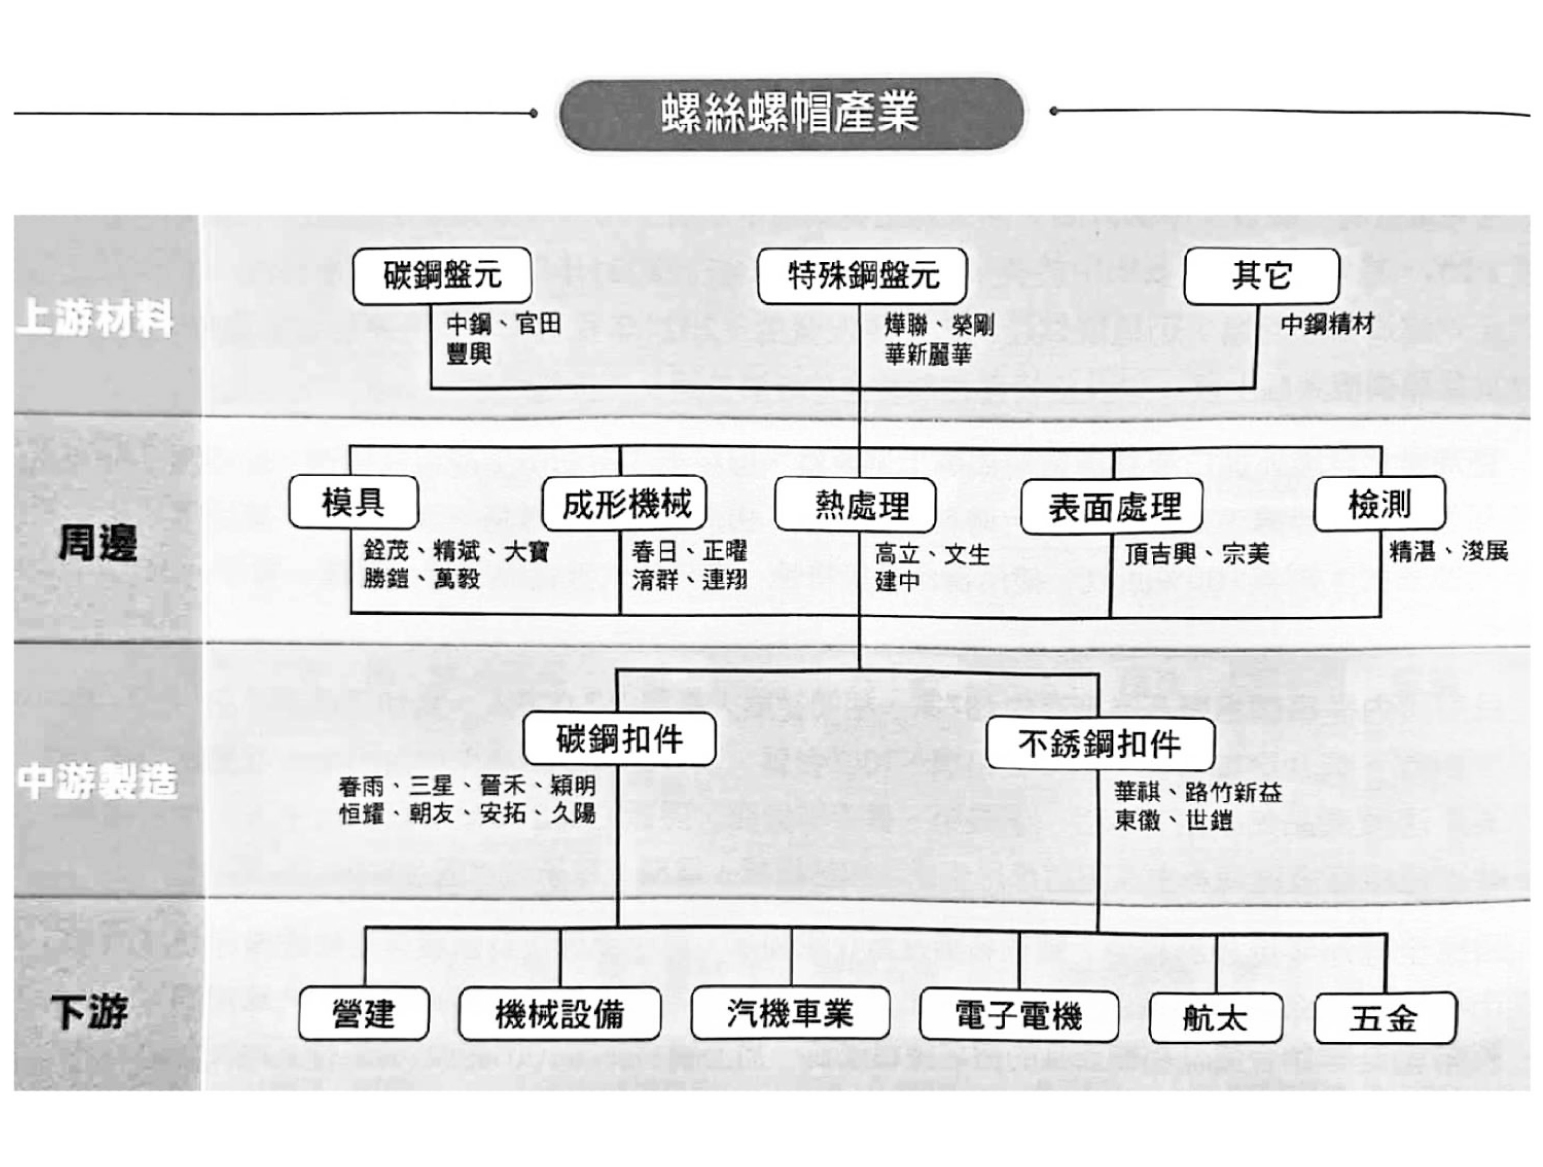 螺絲螺帽產業
上游材料
碳鋼盤元
中鋼、官田
豐興
特殊鋼盤元
燁聯、榮剛
華新麗華
其它
中鋼精材
周邊
模具
銓茂、精斌、大寶
勝鎧、萬毅
成形機械
春日、正曜
淯群、連翔
熱處理
高立、文生
建中
表面處理
頂吉興、宗美
檢測
精湛、浚展
中游製造
碳鋼扣件
春雨、三星、晉禾、穎明
恒耀、朝友、安拓、久陽
不銹鋼扣件
華祺、路竹新益
東徽、世鎧
下游
營建
機械設備
汽機車業
電子電機
航太
五金